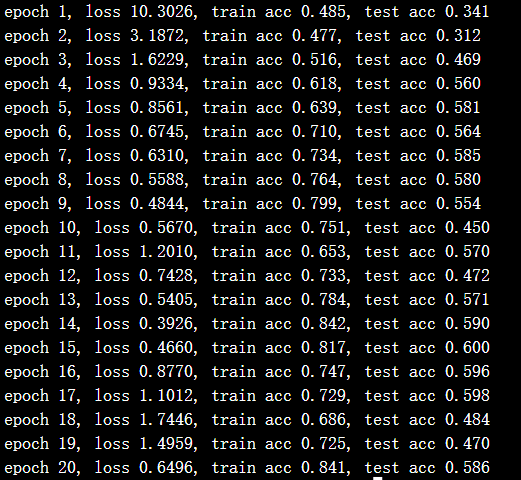 epoch 1, loss 10.3026, train acc 0.485, test acc 0.341
epoch 2, loss 3.1872, train acc 0.477, test acc 0.312
epoch 3, loss 1.6229, train acc 0.516, test acc 0.469
epoch 4, loss 0.9334, train acc 0.618, test acc 0.560
epoch 5, loss 0.8561, train acc 0.639, test acc 0.581
epoch 6, loss 0.6745, train acc 0.710, test acc 0.564
epoch 7, loss 0.6310, train acc 0.734, test acc 0.585
epoch 8, loss 0.5588, train acc 0.764, test acc 0.580
epoch 9, loss 0.4844, train acc 0.799, test acc 0.554
epoch 10, loss 0.5670, train acc 0.751, test acc 0.450
epoch 11, loss 1.2010, train acc 0.653, test acc 0.570
epoch 12, loss 0.7428, train acc 0.733, test acc 0.472
epoch 13, loss 0.5405, train acc 0.784, test acc 0.571
epoch 14, loss 0.3926, train acc 0.842, test acc 0.590
epoch 15, loss 0.4660, train acc 0.817, test acc 0.600
epoch 16, loss 0.8770, train acc 0.747, test acc 0.596
epoch 17, loss 1.1012, train acc 0.729, test acc 0.598
epoch 18, loss 1.7446, train acc 0.686, test acc 0.484
epoch 19, loss 1.4959, train acc 0.725, test acc 0.470
epoch 20, loss 0.6496, train acc 0.841, test acc 0.586